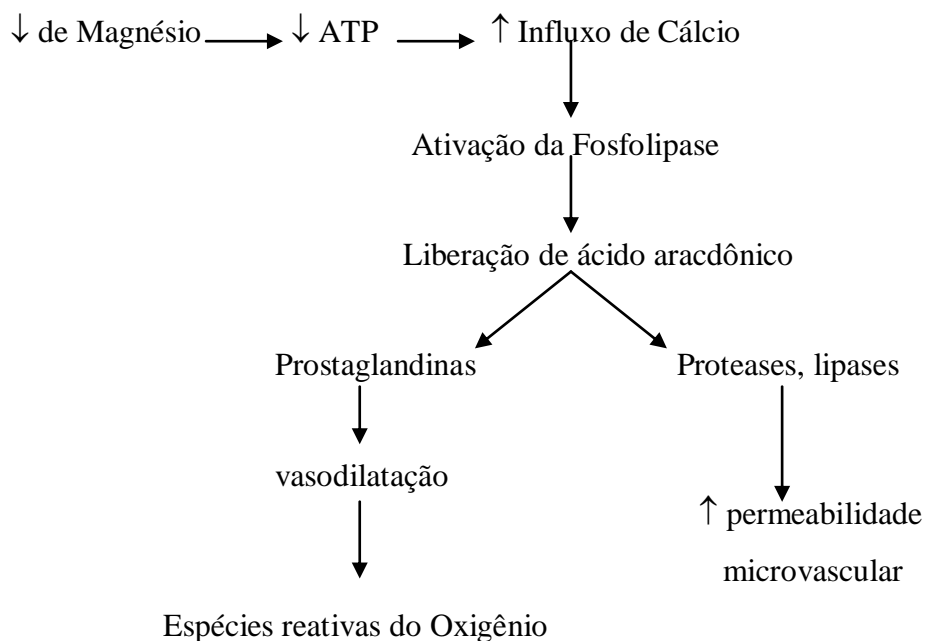 ↓ de Magnésio ↓ ATP ↑ Influxo de Cálcio
Ativação da Fosfolipase
Liberação de ácido aracdônico
Prostaglandinas Proteases, lipases
vasodilatação
↑ permeabilidade
microvascular
Espécies reativas do Oxigênio